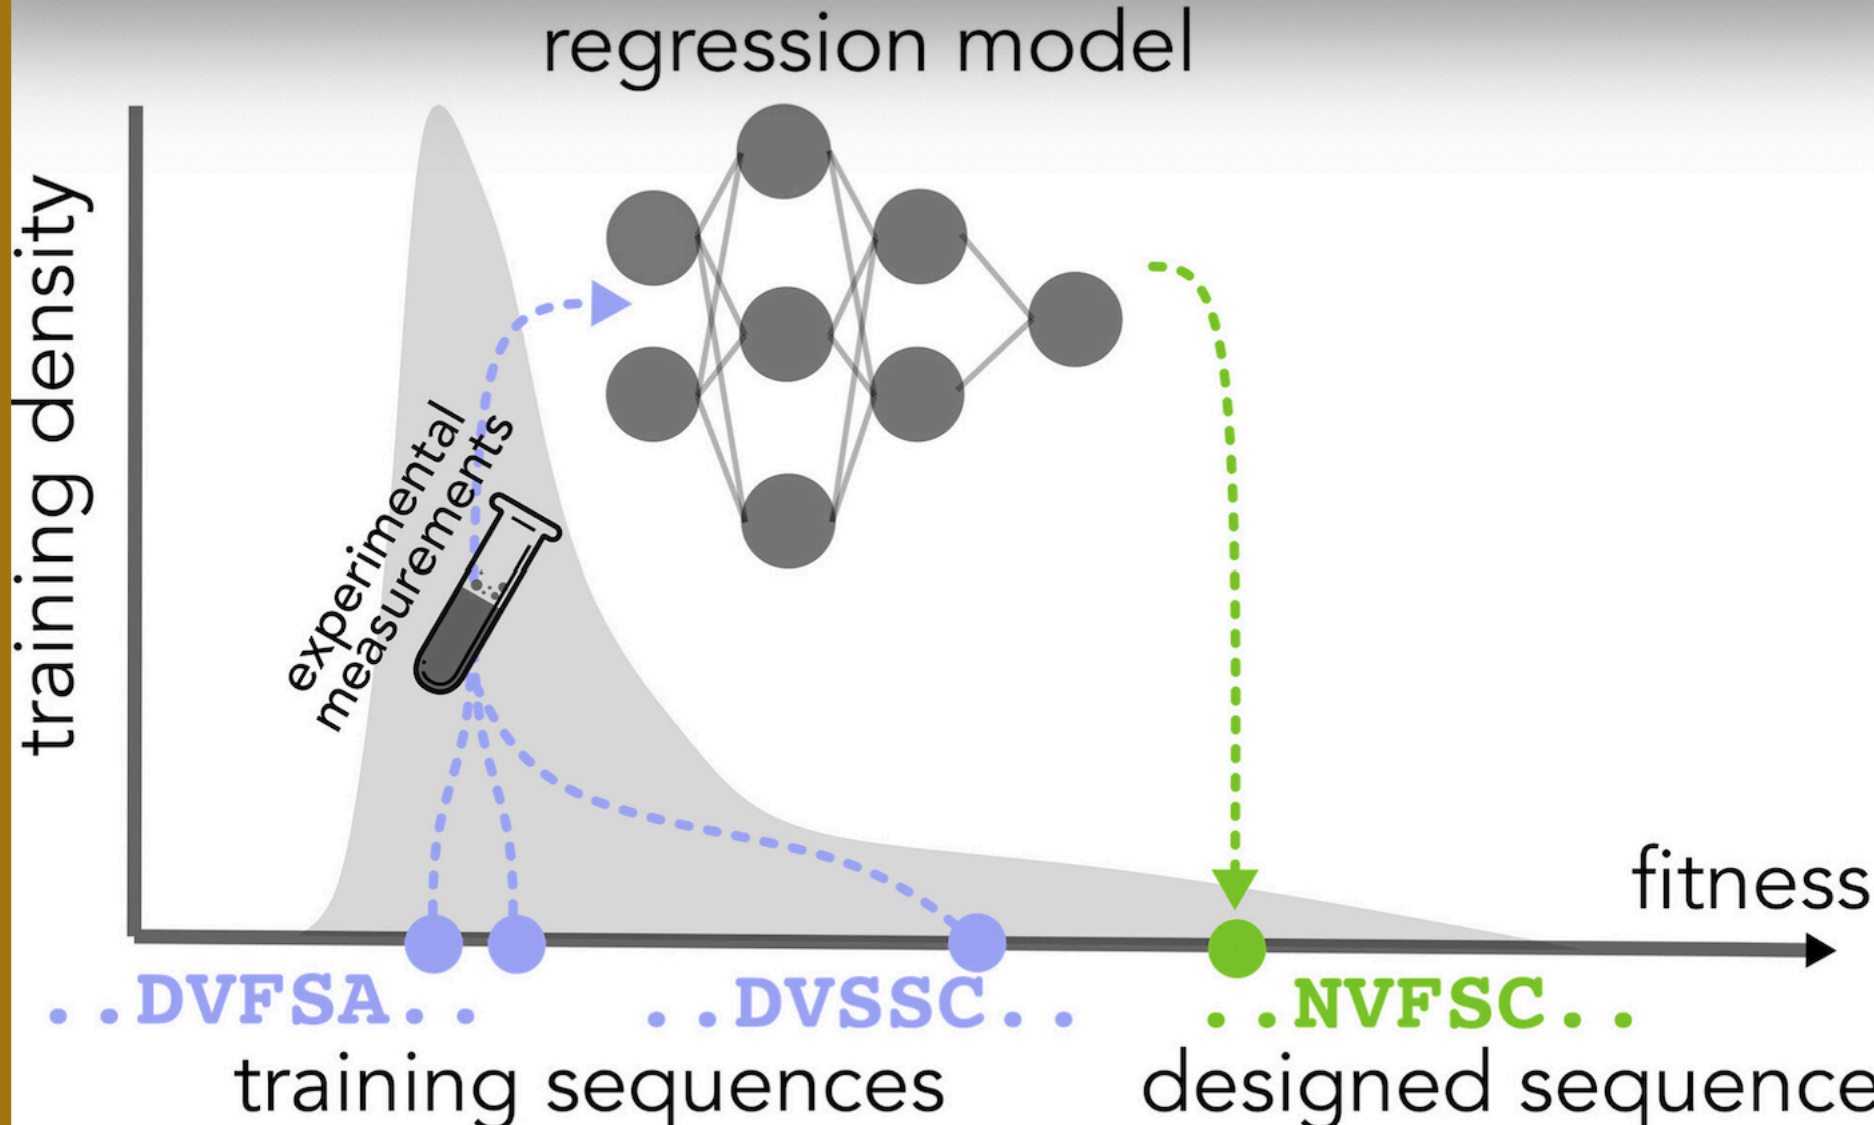 regression model
training density
experimental
measurements
fitness
..DVFSA..
..DVSSC..
..NVFSC..
training sequences
designed sequence